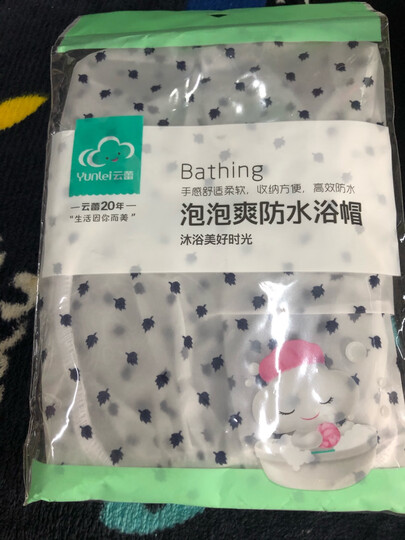 Yuntel云蕾
—云蕾20年—
“生活因你而美”
Bathing
手感舒适柔软，收纳方便，高效防水
泡泡爽防水浴帽
沐浴美好时光